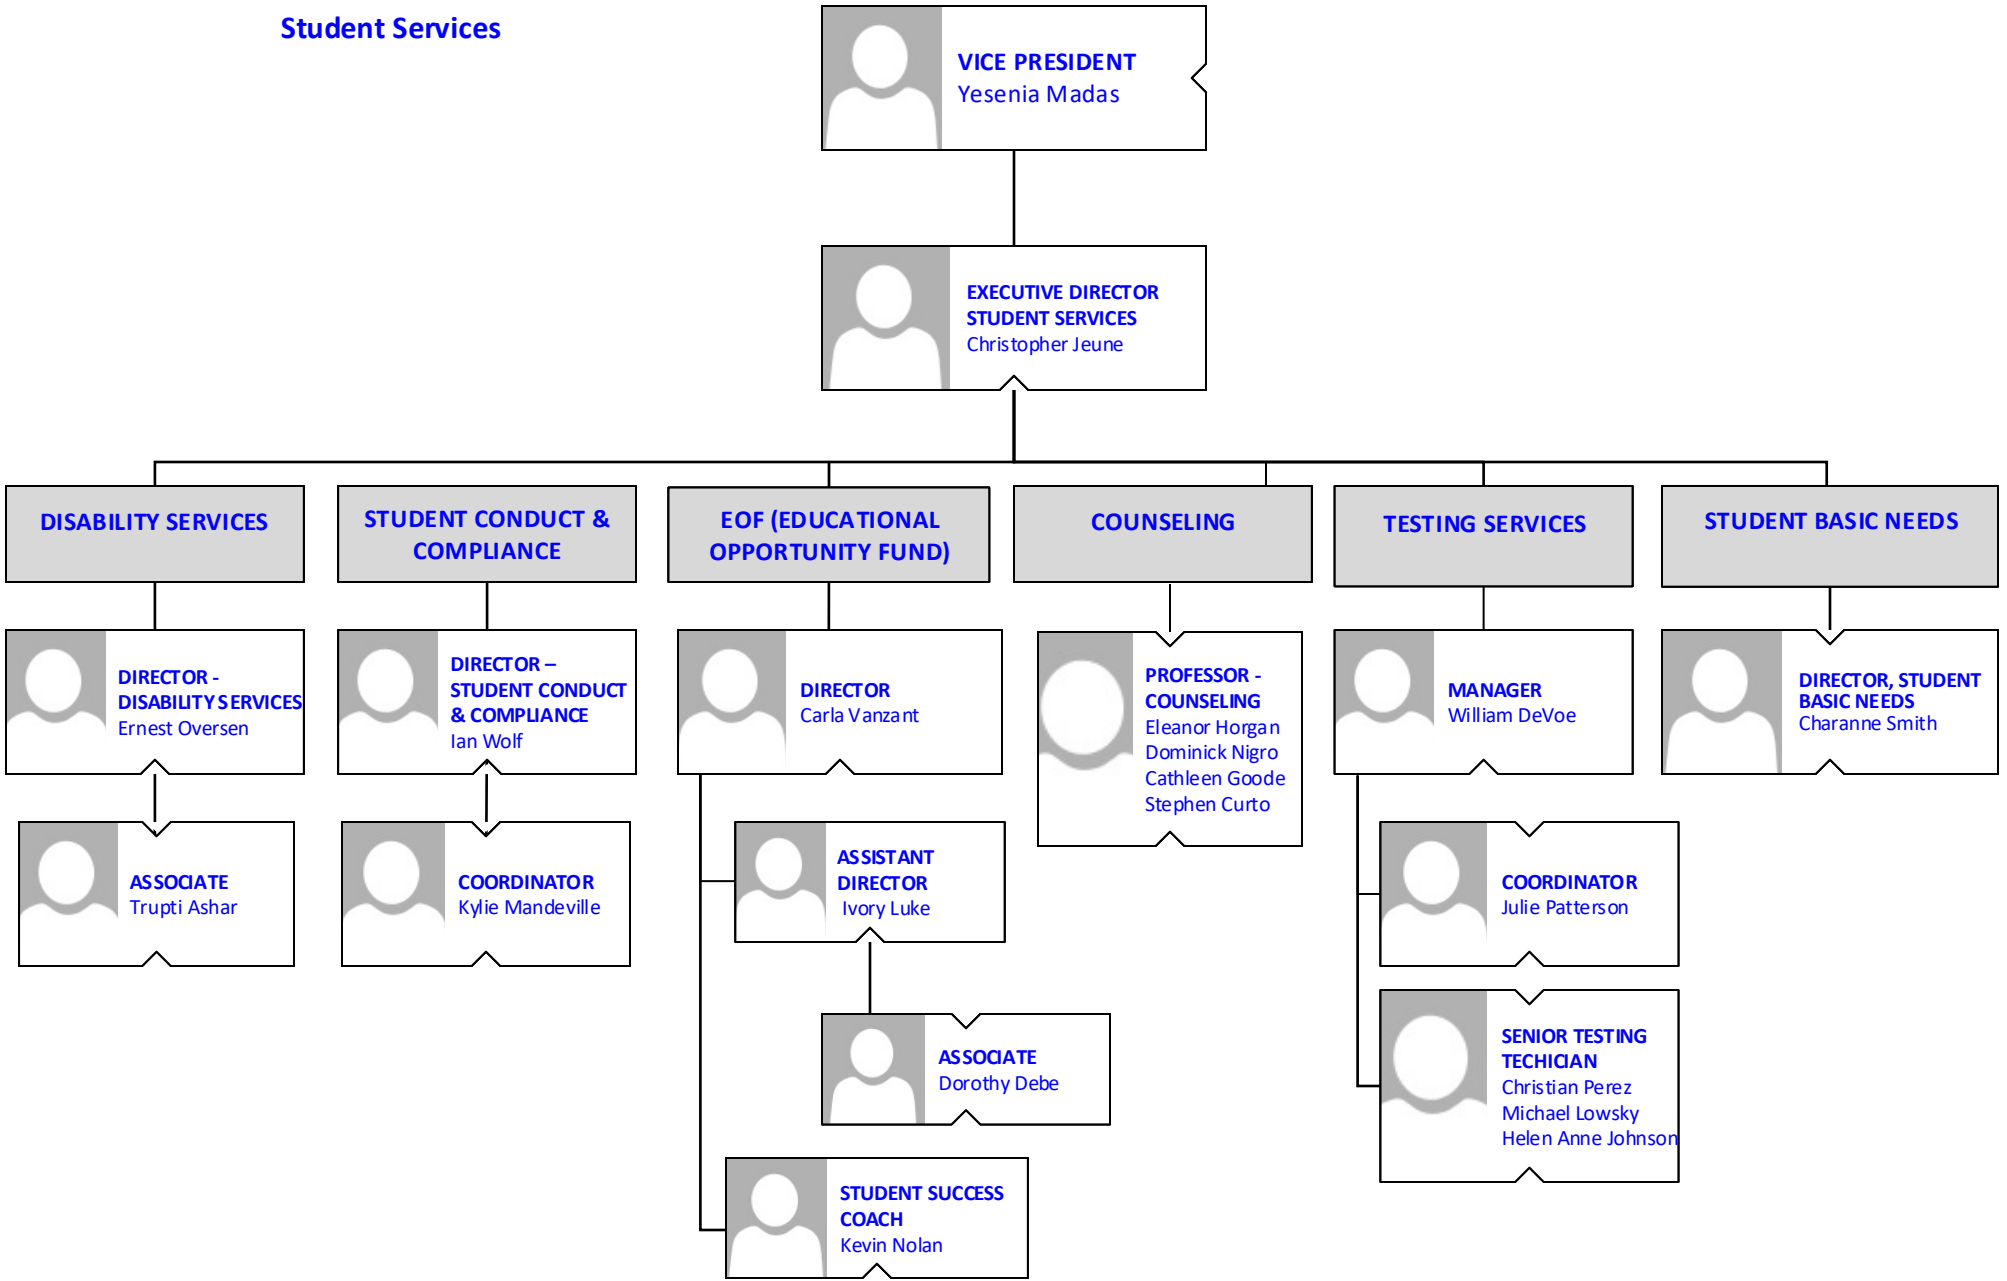 Student Services
VICE PRESIDENT
Yesenia Madas
EXECUTIVE DIRECTOR
STUDENT SERVICES
Christopher Jeune
DISABILITY SERVICES
STUDENT CONDUCT &
COMPLIANCE
EOF (EDUCATIONAL
OPPORTUNITY FUND)
COUNSELING
TESTING SERVICES
STUDENT BASIC NEEDS
DIRECTOR -
DISABILITY SERVICES
Ernest Oversen
DIRECTOR –
STUDENT CONDUCT
& COMPLIANCE
Ian Wolf
DIRECTOR
Carla Vanzant
PROFESSOR -
COUNSELING
Eleanor Horgan
Dominick Nigro
Cathleen Goode
Stephen Curto
MANAGER
William DeVoe
DIRECTOR, STUDENT
BASIC NEEDS
Charanne Smith
ASSOCIATE
Trupti Ashar
COORDINATOR
Kylie Mandeville
ASSISTANT
DIRECTOR
Ivory Luke
COORDINATOR
Julie Patterson
ASSOCIATE
Dorothy Debe
SENIOR TESTING
TECHICIAN
Christian Perez
Michael Lowsky
Helen Anne Johnson
STUDENT SUCCESS
COACH
Kevin Nolan